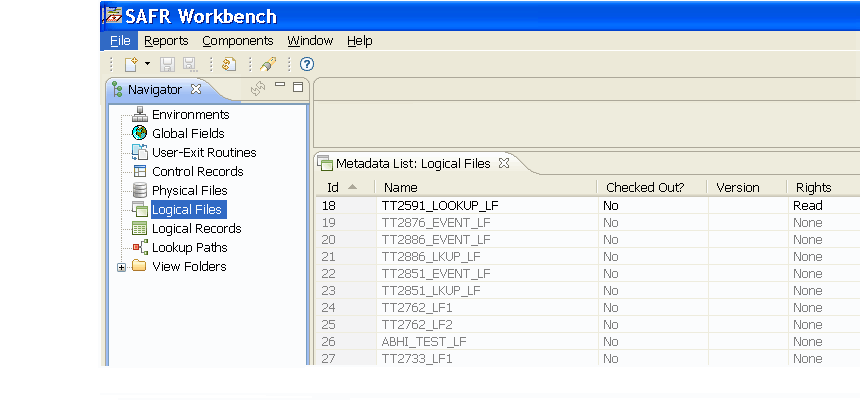 SAFR Workbench
File Reports Components Window Help
Navigator
Environments
Global Fields
User-Exit Routines
Control Records
Physical Files
Logical Files
Logical Records
Lookup Paths
View Folders
Metadata List: Logical Files
Id Name Checked Out? Version Rights
18 TT2591_LOOKUP_LF No Read
19 TT2876_EVENT_LF No None
20 TT2886_EVENT_LF No None
21 TT2886_LKUP_LF No None
22 TT2851_EVENT_LF No None
23 TT2851_LKUP_LF No None
24 TT2762_LF1 No None
25 TT2762_LF2 No None
26 ABHI_TEST_LF No None
27 TT2733_LF1 No None